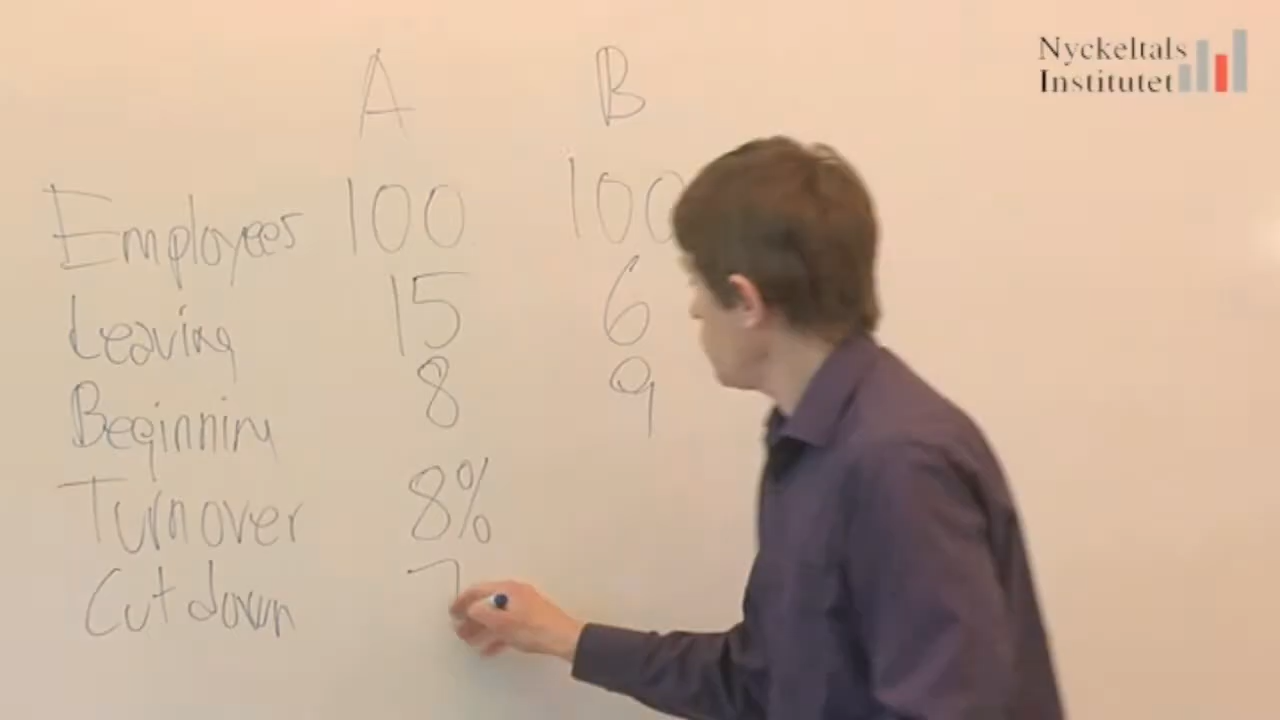 Nyckeltals
Institutet
A B
Employees 100 100
Leaving 15 6
Beginning 8 9
Turnover 8%
Cut down 7